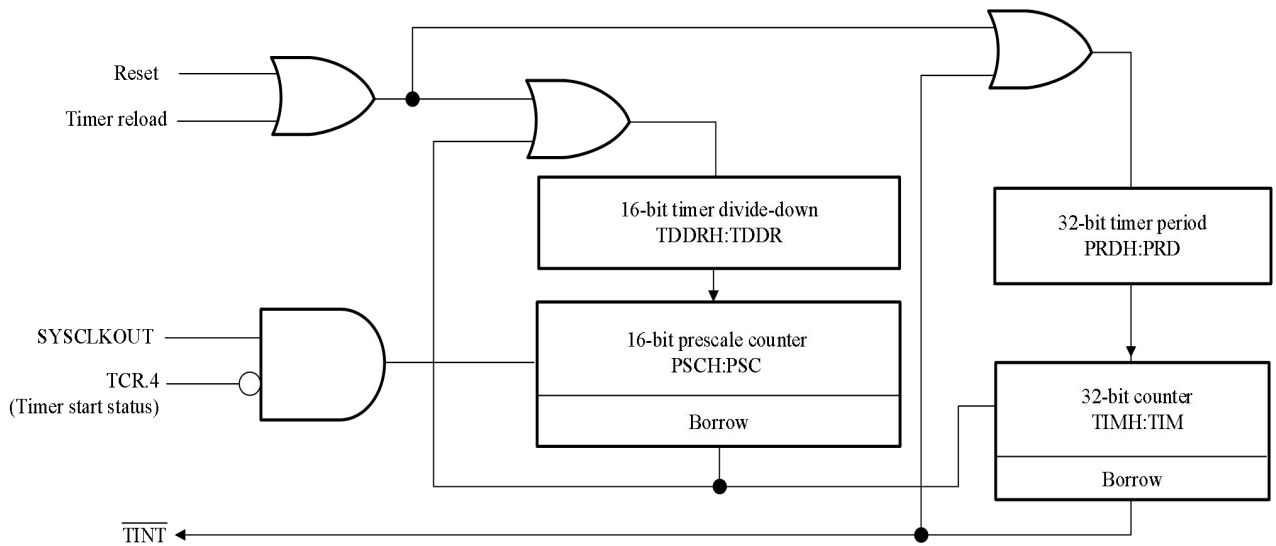 Reset
Timer reload
16-bit timer divide-down
TDDRH:TDDR
32-bit timer period
PRDH:PRD
SYSCLKOUT
TCR.4
(Timer start status)
16-bit prescale counter
PSCH:PSC
Borrow
32-bit counter
TIMH:TIM
Borrow
T̅I̅N̅T̅